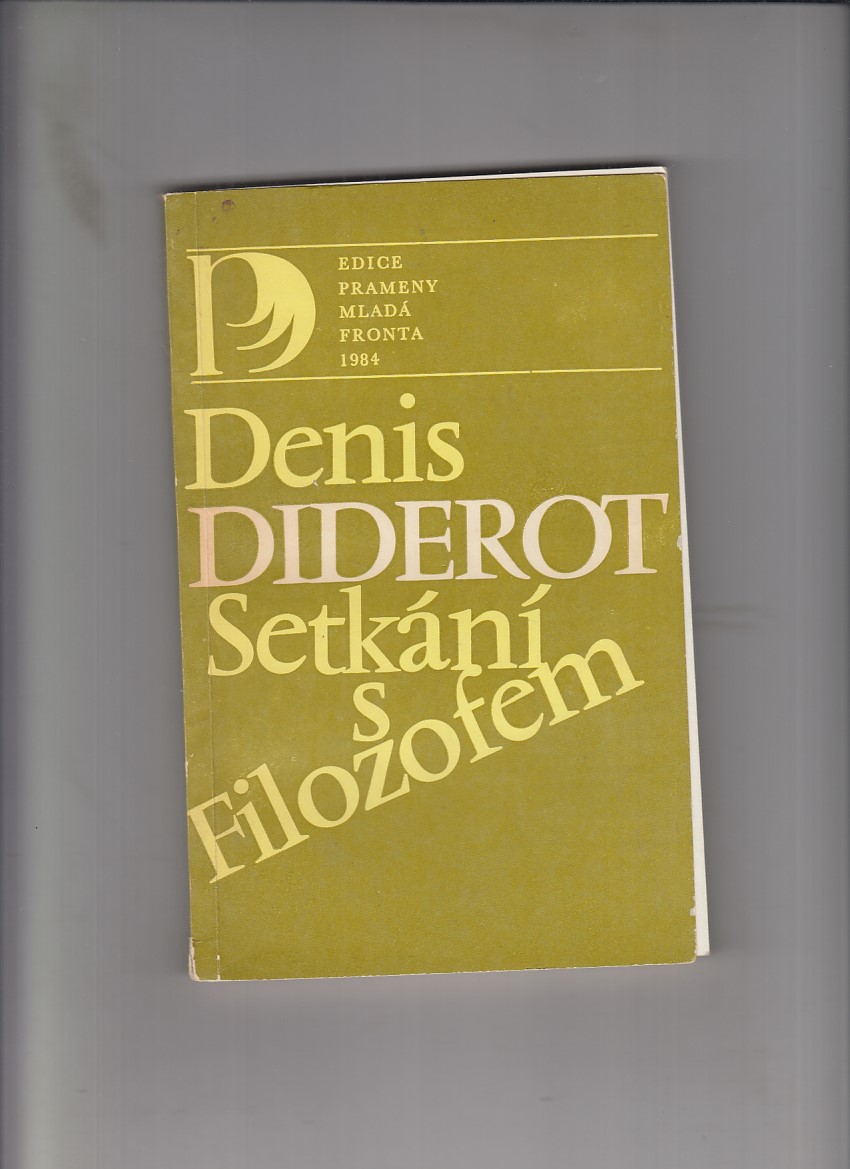 P
EDICE
PRAMENY
MLADÁ
FRONTA
1984
Denis
DIDEROT
Setkání
s
Filozofem